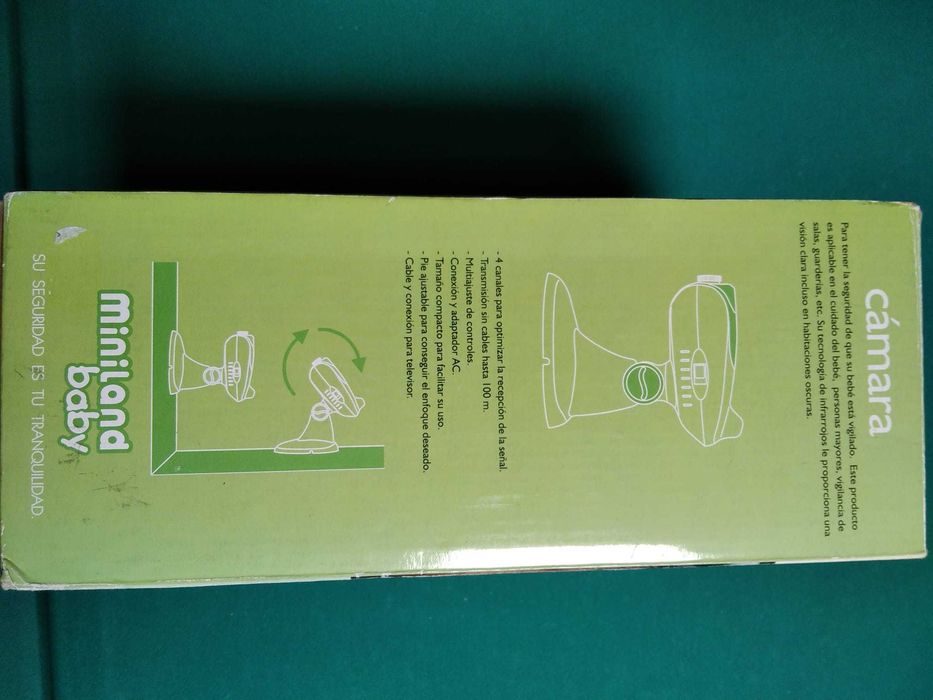 cámara
Para tener la seguridad de que su bebé está vigilado. Este producto
es aplicable en el cuidado del bebé, personas mayores, vigilancia de
salas, guarderías, etc. Su tecnología de infrarrojos le proporciona una
visión clara incluso en habitaciones oscuras.
- 4 canales para optimizar la recepción de la señal.
- Transmisión sin cables hasta 100 m.
- Multiajuste de controles.
- Conexión y adaptador AC.
- Tamaño compacto para facilitar su uso.
- Pie ajustable para conseguir el enfoque deseado.
- Cable y conexión para televisor.
miniland
baby
SU SEGURIDAD ES TU TRANQUILIDAD.